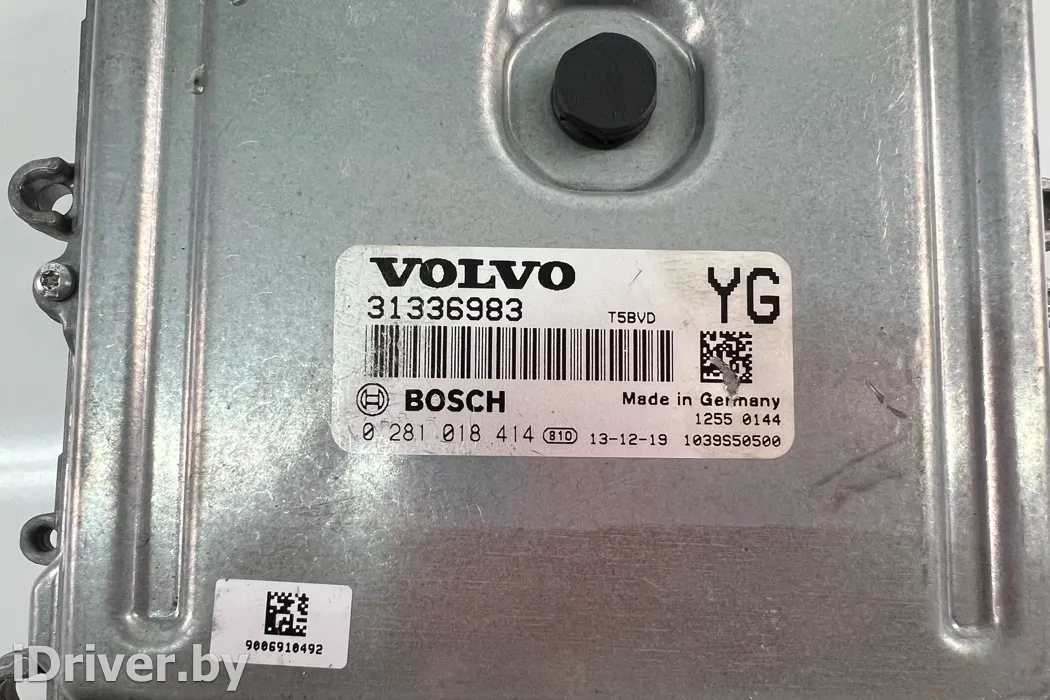 VOLVO
YG
31336983 T5BVD
BOSCH
Made in Germany
1255 0144
0 281 018 414 810 13-12-19 1039S50500
9006910492
iDriver.by